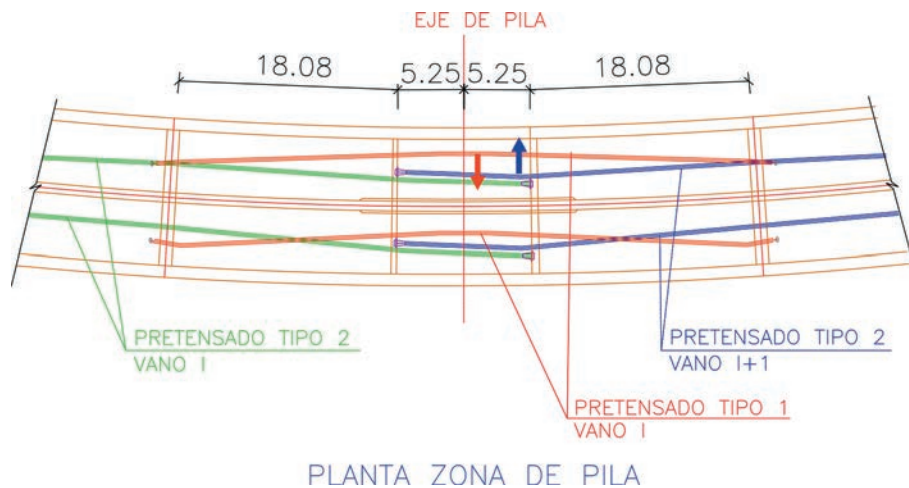 EJE DE PILA
18.08
5.25
5.25
18.08
PRETENSADO TIPO 2
VANO I
PRETENSADO TIPO 2
VANO I+1
PRETENSADO TIPO 1
VANO I
PLANTA ZONA DE PILA